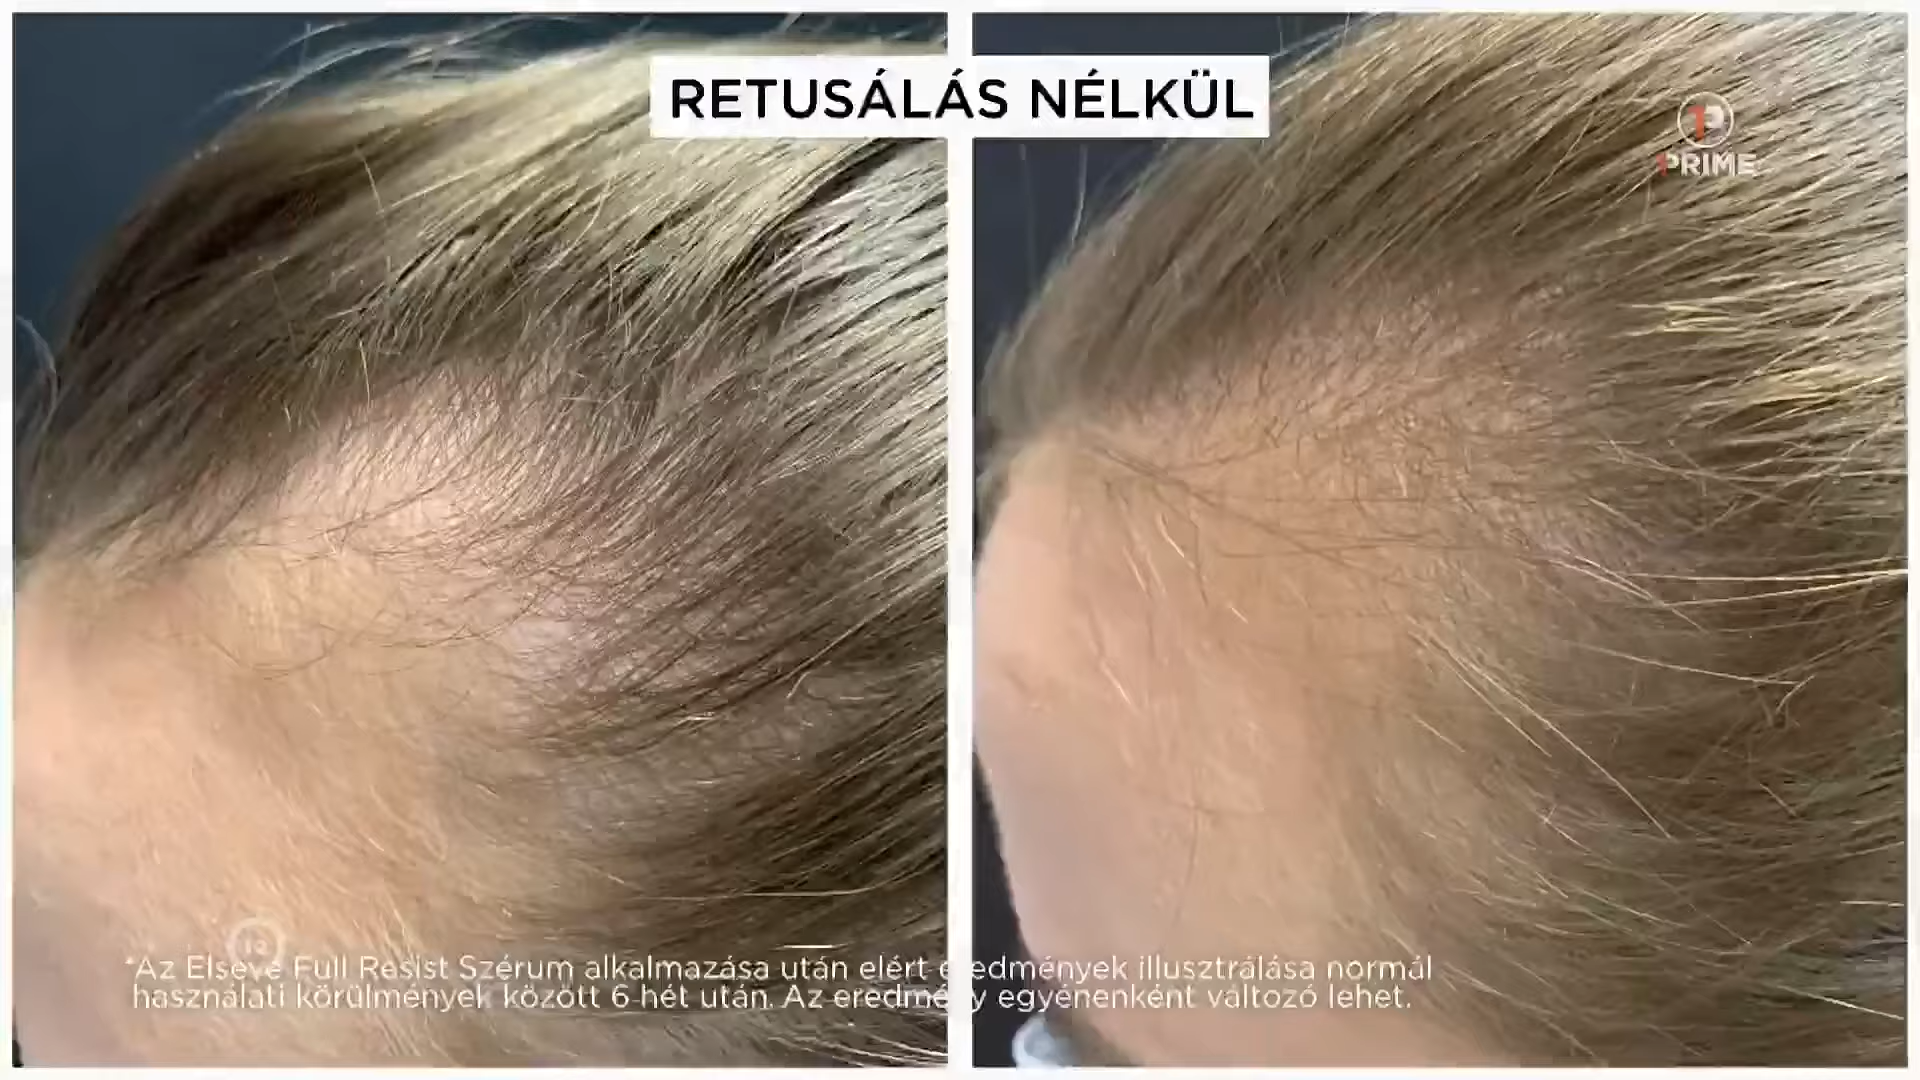 RETUSÁLÁS NÉLKÜL
1PRIME
*Az Elseve Full Resist Szérum alkalmazása után elért eredmények illusztrálása normál
használati körülmények között 6 hét után. Az eredmény egyénenként változó lehet.